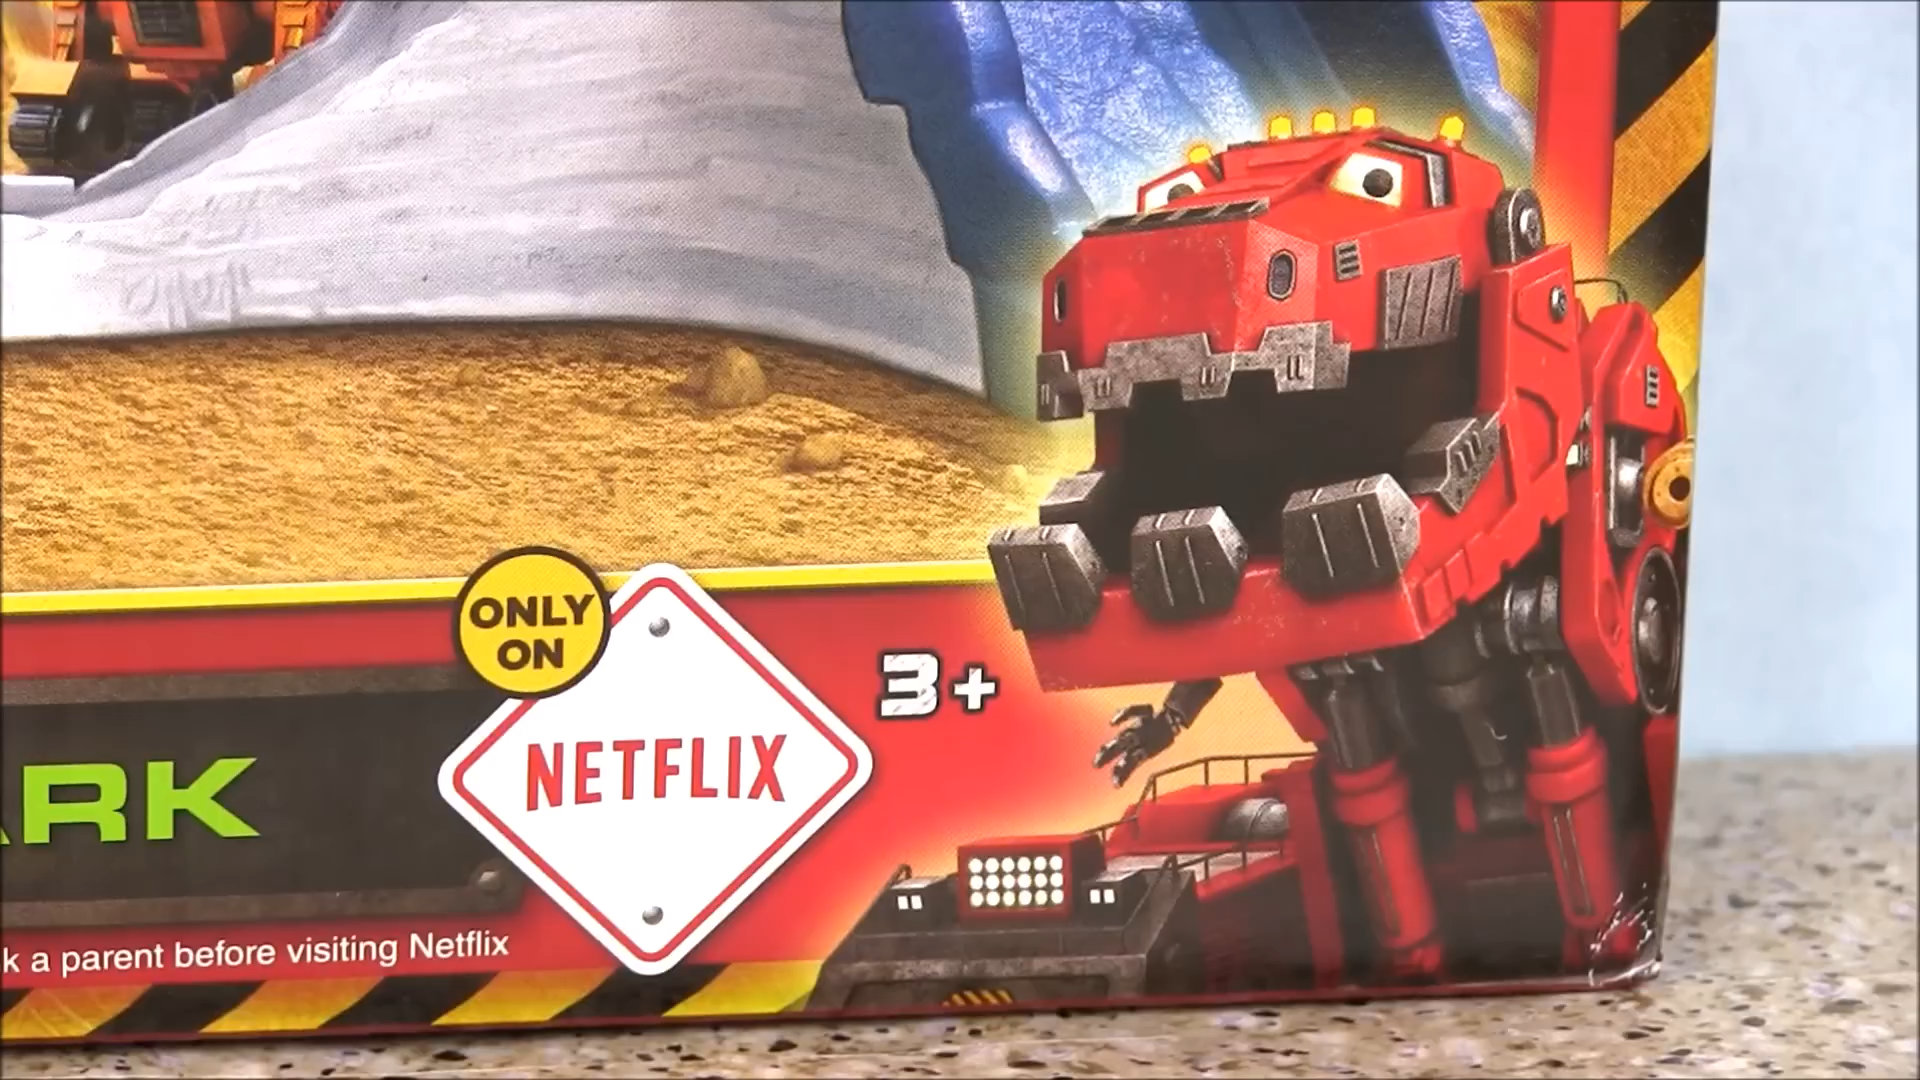 ONLY
ON
NETFLIX
3+
ARK
k a parent before visiting Netflix